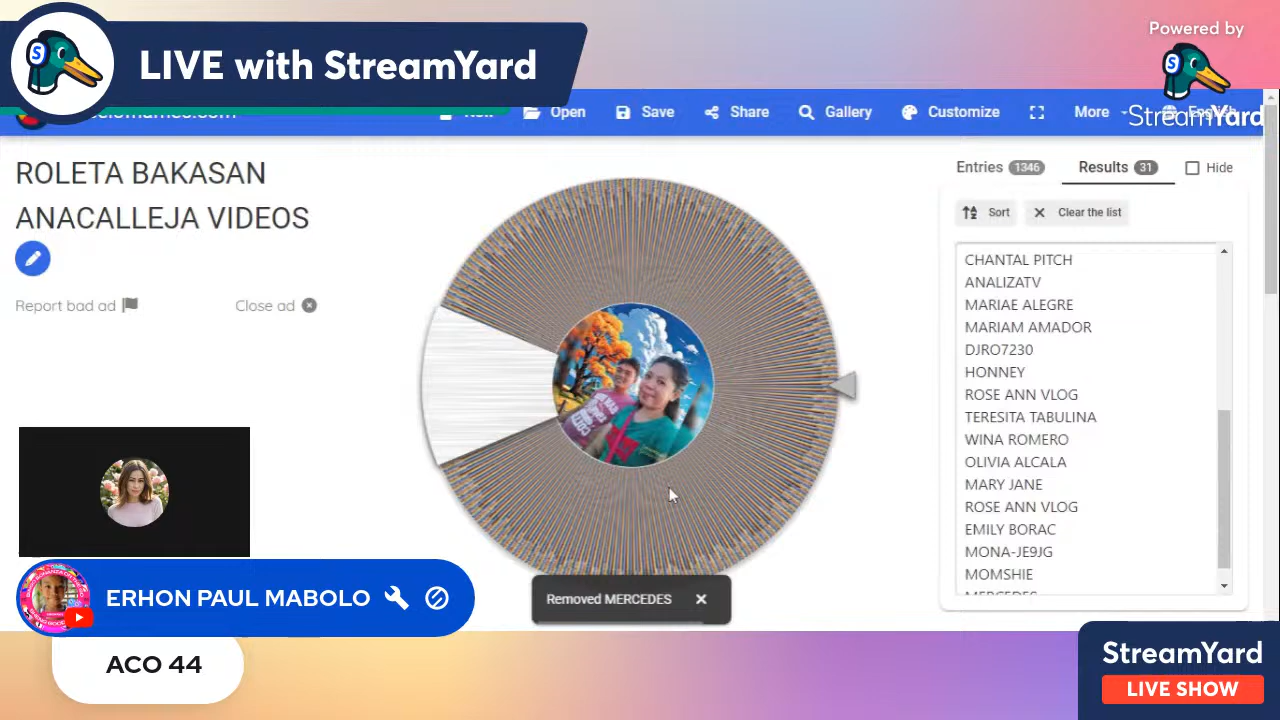 LIVE with StreamYard
Powered by
StreamYard
Open
Save
Share
Gallery
Customize
More
ROLETA BAKASAN
ANACALLEJA VIDEOS
Report bad ad
Close ad
Entries 1346
Results 31
Hide
Sort
Clear the list
CHANTAL PITCH
ANALIZATV
MARIAE ALEGRE
MARIAM AMADOR
DJRO7230
HONNEY
ROSE ANN VLOG
TERESITA TABULINA
WINA ROMERO
OLIVIA ALCALA
MARY JANE
ROSE ANN VLOG
EMILY BORAC
MONA-JE9JG
MOMSHIE
MERCEDES
Removed MERCEDES
ERHON PAUL MABOLO
ACO 44
StreamYard
LIVE SHOW